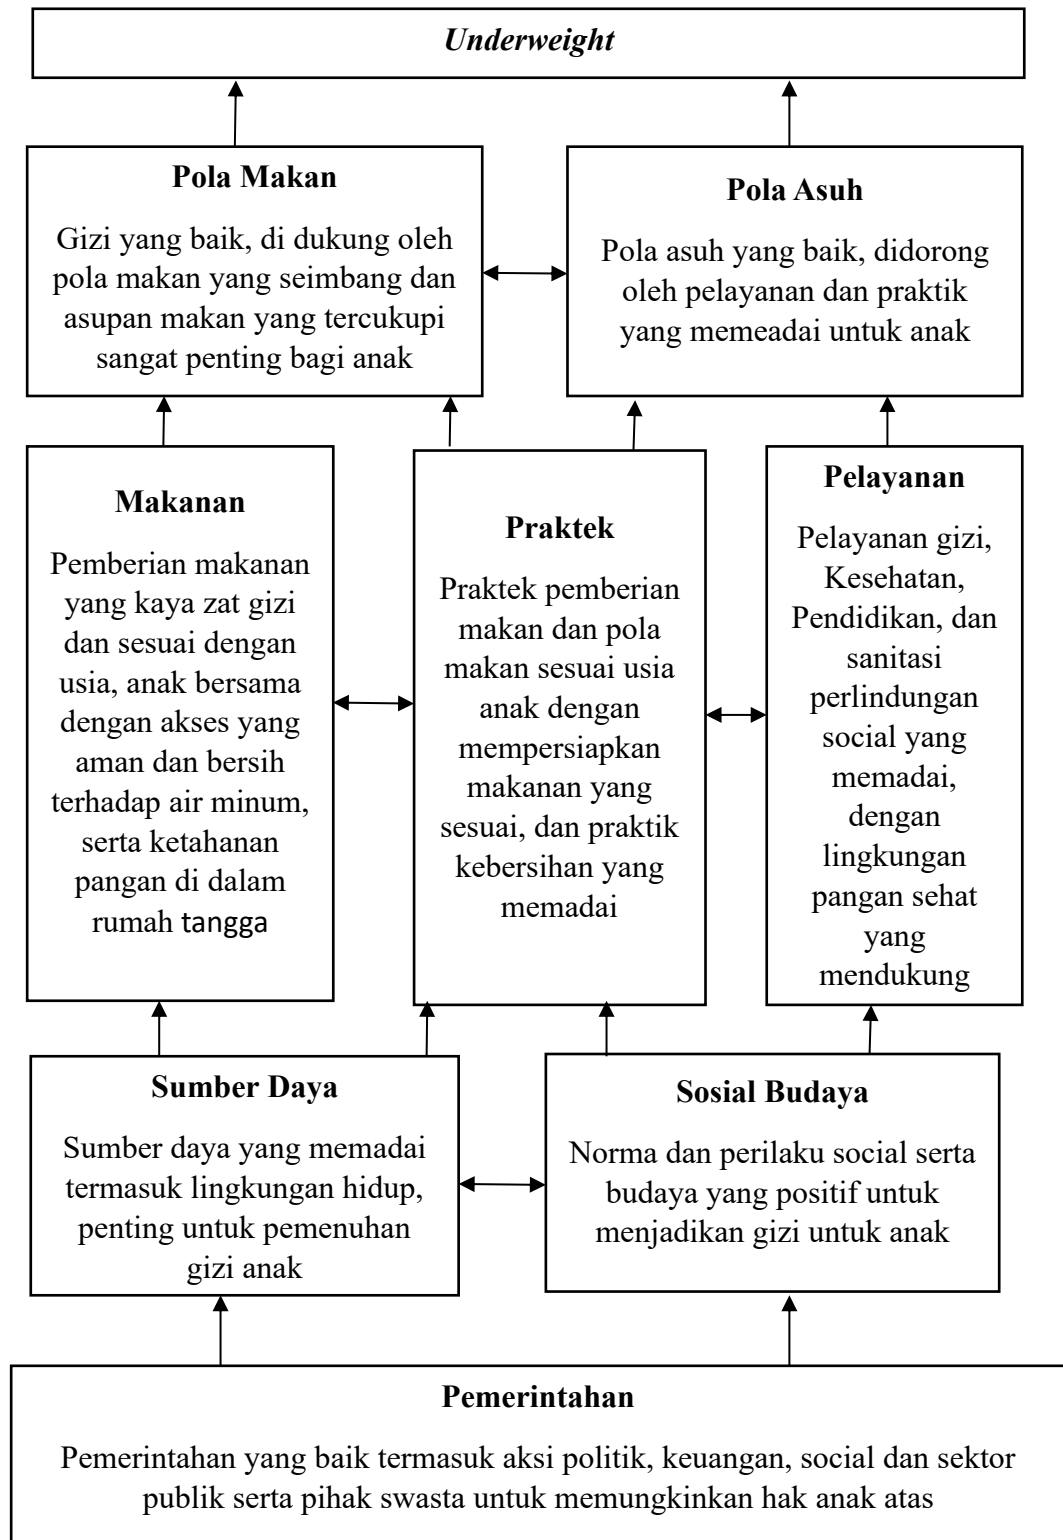 Underweight
Pola Makan
Gizi yang baik, di dukung oleh
pola makan yang seimbang dan
asupan makan yang tercukupi
sangat penting bagi anak
Pola Asuh
Pola asuh yang baik, didorong
oleh pelayanan dan praktik
yang memeadai untuk anak
Makanan
Pemberian makanan
yang kaya zat gizi
dan sesuai dengan
usia, anak bersama
dengan akses yang
aman dan bersih
terhadap air minum,
serta ketahanan
pangan di dalam
rumah tangga
Praktek
Praktek pemberian
makan dan pola
makan sesuai usia
anak dengan
mempersiapkan
makanan yang
sesuai, dan praktik
kebersihan yang
memadai
Pelayanan
Pelayanan gizi,
Kesehatan,
Pendidikan, dan
sanitasi
perlindungan
social yang
memadai,
dengan
lingkungan
pangan sehat
yang
mendukung
Sumber Daya
Sumber daya yang memadai
termasuk lingkungan hidup,
penting untuk pemenuhan
gizi anak
Sosial Budaya
Norma dan perilaku social serta
budaya yang positif untuk
menjadikan gizi untuk anak
Pemerintahan
Pemerintahan yang baik termasuk aksi politik, keuangan, social dan sektor
publik serta pihak swasta untuk memungkinkan hak anak atas